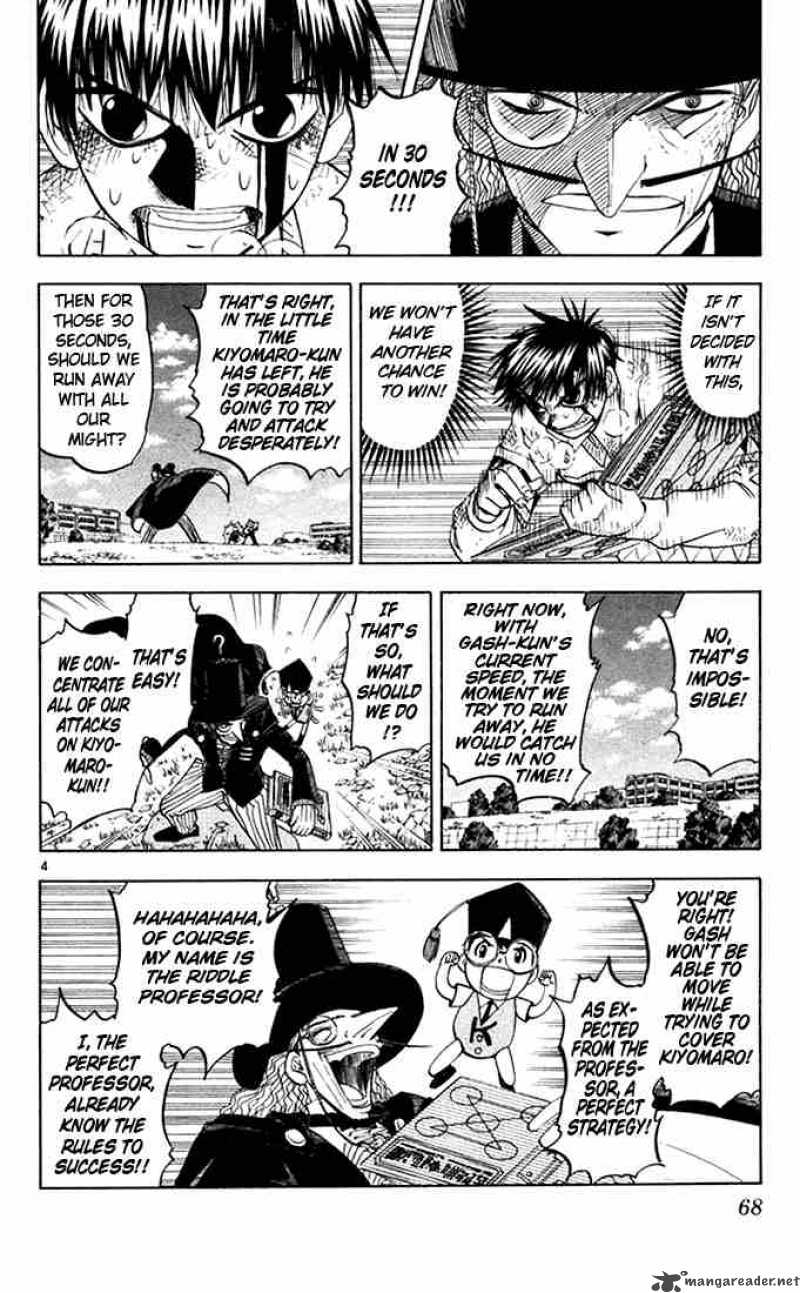 IN 30
SECONDS
!!!
IF IT
ISN'T
DECIDED
WITH
THIS,
WE WON'T
HAVE
ANOTHER
CHANCE
TO WIN!
THAT'S RIGHT,
IN THE LITTLE
TIME
KIYOMARO-KUN
HAS LEFT, HE
IS PROBABLY
GOING TO TRY
AND ATTACK
DESPERATELY!
THEN FOR
THOSE 30
SECONDS,
SHOULD WE
RUN AWAY
WITH ALL
OUR
MIGHT?
NO,
THAT'S
IMPOS-
SIBLE!
RIGHT NOW,
WITH
GASH-KUN'S
CURRENT
SPEED, THE
MOMENT WE
TRY TO RUN
AWAY, HE
WOULD CATCH
US IN NO
TIME!!
IF
THAT'S
SO,
WHAT
SHOULD
WE DO
!?
THAT'S
EASY!
WE CON-
CENTRATE
ALL OF OUR
ATTACKS
ON KIYO-
MARO-
KUN!!
?
4
YOU'RE
RIGHT!
GASH
WON'T BE
ABLE TO
MOVE
WHILE
TRYING TO
COVER
KIYOMARO!
AS EX-
PECTED
FROM THE
PROFES-
SOR, A
PERFECT
STRATEGY!
K
HAHAHAHAHA,
OF COURSE.
MY NAME IS
THE RIDDLE
PROFESSOR!
I, THE
PERFECT
PROFESSOR,
ALREADY
KNOW THE
RULES TO
SUCCESS!!
68
mangareader.net